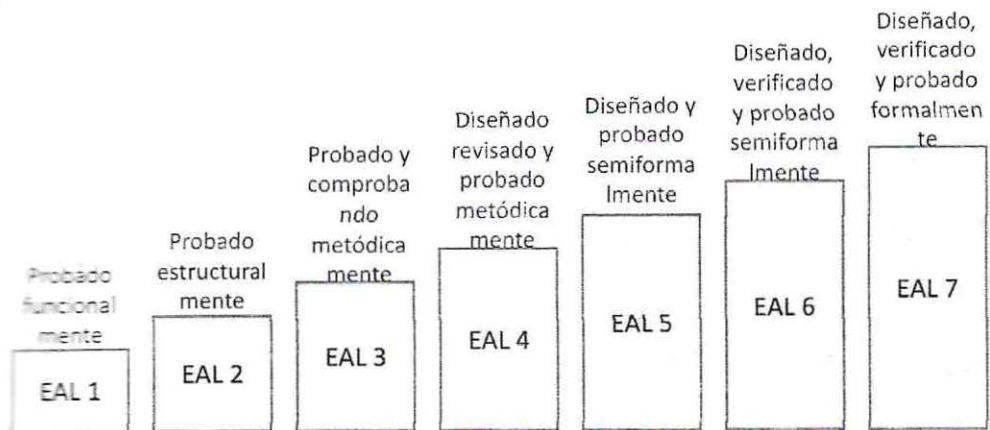 Probado
funcional
mente
EAL 1
Probado
estructural
mente
EAL 2
Probado y
comproba
ndo
metódica
mente
EAL 3
Diseñado
revisado y
probado
metódica
mente
EAL 4
Diseñado y
probado
semiforma
lmente
EAL 5
Diseñado,
verificado
y probado
semiforma
lmente
EAL 6
Diseñado,
verificado
y probado
formalmen
te
EAL 7